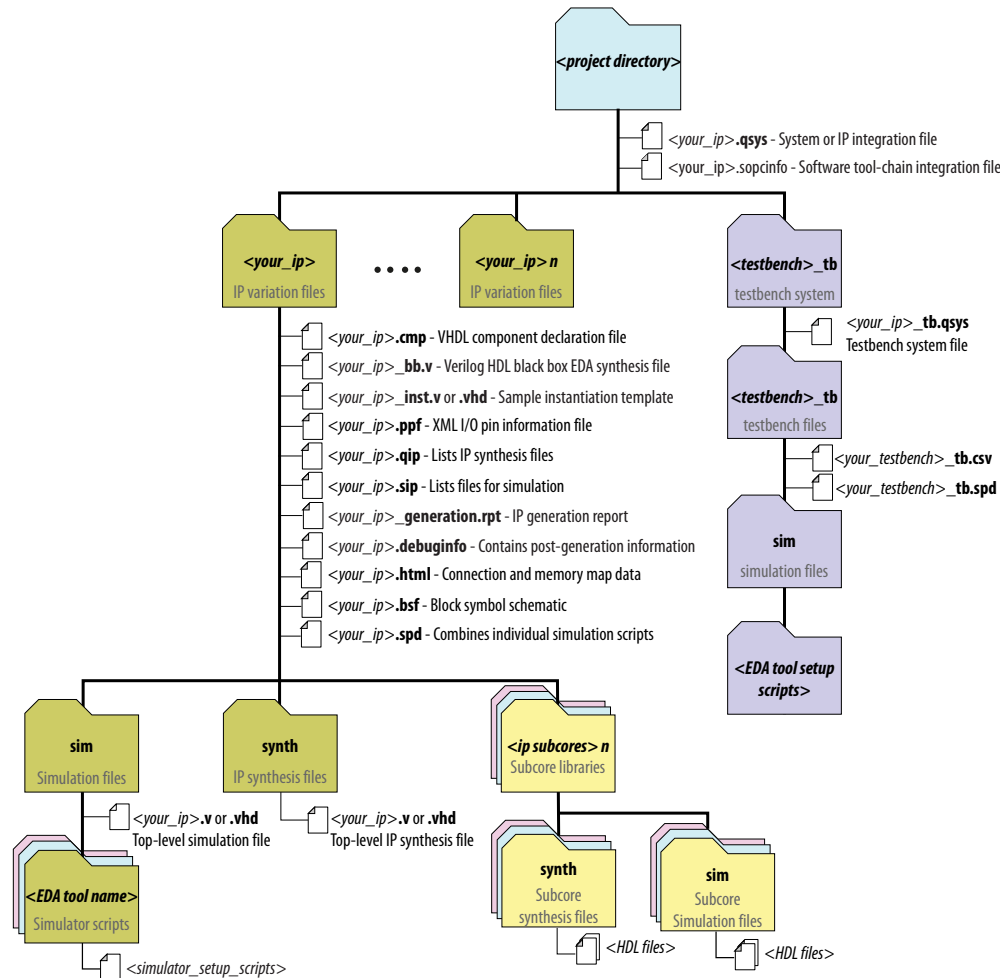 <project directory>
<your_ip>.qsys - System or IP integration file
<your_ip>.sopcinfo - Software tool-chain integration file
<your_ip>
IP variation files
<your_ip> n
IP variation files
<testbench>_tb
testbench system
<your_ip>.cmp - VHDL component declaration file
<your_ip>_bb.v - Verilog HDL black box EDA synthesis file
<your_ip>_inst.v or .vhd - Sample instantiation template
<your_ip>.ppf - XML I/O pin information file
<your_ip>.qip - Lists IP synthesis files
<your_ip>.sip - Lists files for simulation
<your_ip>_generation.rpt - IP generation report
<your_ip>.debuginfo - Contains post-generation information
<your_ip>.html - Connection and memory map data
<your_ip>.bsf - Block symbol schematic
<your_ip>.spd - Combines individual simulation scripts
<your_ip>_tb.qsys
Testbench system file
<testbench>_tb
testbench files
<your_testbench>_tb.csv
<your_testbench>_tb.spd
sim
simulation files
<EDA tool setup
scripts>
sim
Simulation files
<your_ip>.v or .vhd
Top-level simulation file
<EDA tool name>
Simulator scripts
<simulator_setup_scripts>
synth
IP synthesis files
<your_ip>.v or .vhd
Top-level IP synthesis file
<ip subcores> n
Subcore libraries
synth
Subcore
synthesis files
<HDL files>
sim
Subcore
Simulation files
<HDL files>